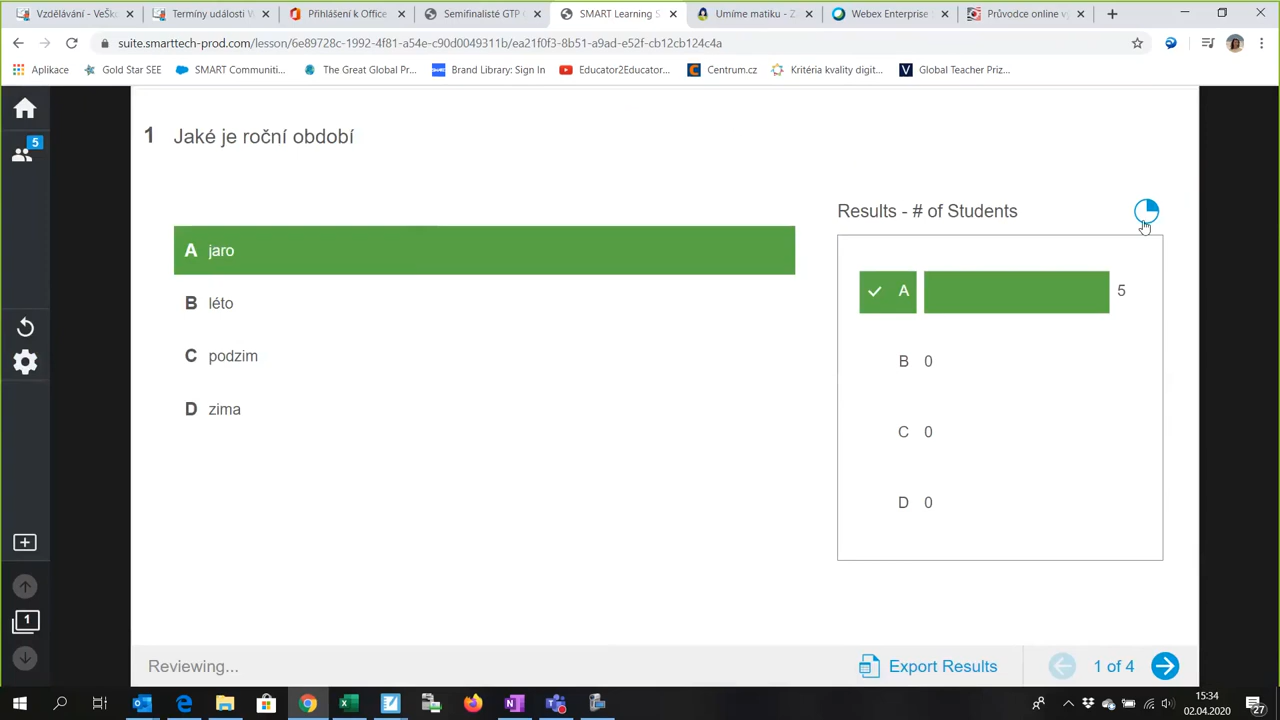 Vzdělávání - VeŠk
Termíny události W
Přihlášení k Office
Semifinalisté GTP C
SMART Learning S
Umíme matiku - Z
Webex Enterprise
Průvodce online v
suite.smarttech-prod.com/lesson/6e89728c-1992-4f81-a54e-c90d0049311b/ea21f0f3-8b51-a9ad-e52f-cb12cb124c4a
Aplikace
Gold Star SEE
SMART Communiti...
The Great Global Pr...
Brand Library: Sign In
Educator2Educator...
Centrum.cz
Kritéria kvality digit...
Global Teacher Priz...
5
1 Jaké je roční období
Results - # of Students
A jaro
B léto
C podzim
D zima
A 5
B 0
C 0
D 0
1
Reviewing...
Export Results
1 of 4
15:34
02.04.2020
27